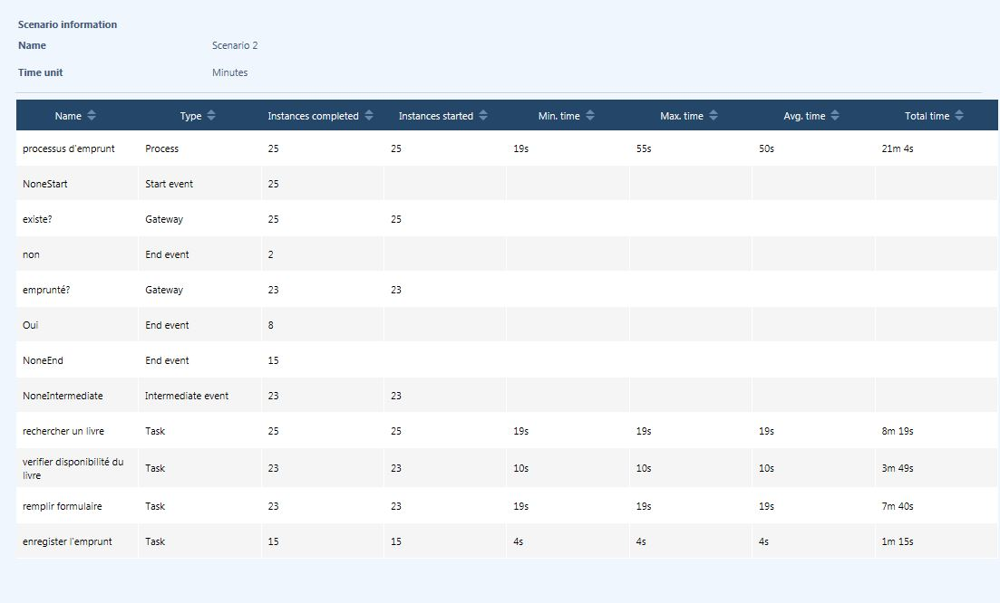 Scenario information
Name Scenario 2
Time unit Minutes
Name Type Instances completed Instances started Min. time Max. time Avg. time Total time
processus d'emprunt Process 25 25 19s 55s 50s 21m 4s
NoneStart Start event 25
existe? Gateway 25 25
non End event 2
emprunté? Gateway 23 23
Oui End event 8
NoneEnd End event 15
NoneIntermediate Intermediate event 23 23
rechercher un livre Task 25 25 19s 19s 19s 8m 19s
verifier disponibilité du
livre Task 23 23 10s 10s 10s 3m 49s
remplir formulaire Task 23 23 19s 19s 19s 7m 40s
enregister l'emprunt Task 15 15 4s 4s 4s 1m 15s